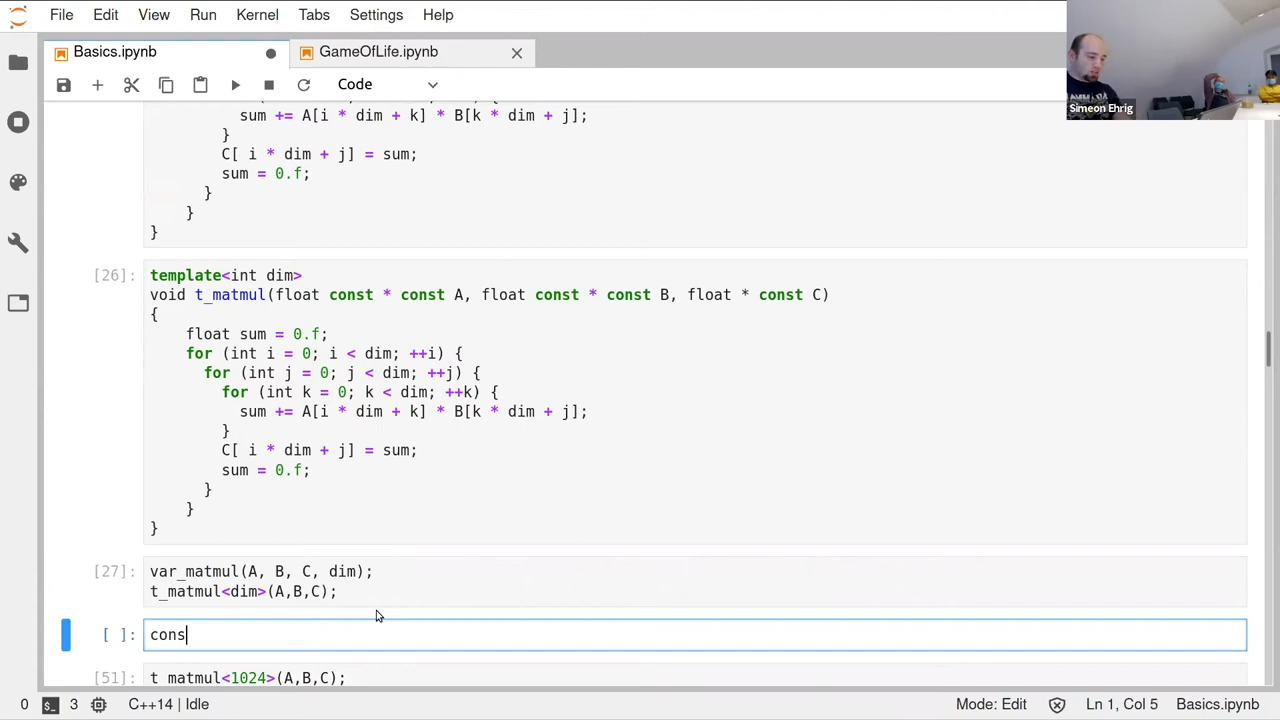 File Edit View Run Kernel Tabs Settings Help
Basics.ipynb GameOfLife.ipynb
Code
Simeon Ehrig
sum += A[i * dim + k] * B[k * dim + j];
}
C[ i * dim + j] = sum;
sum = 0.f;
}
}
}
[26]: template<int dim>
void t_matmul(float const * const A, float const * const B, float * const C)
{
float sum = 0.f;
for (int i = 0; i < dim; ++i) {
for (int j = 0; j < dim; ++j) {
for (int k = 0; k < dim; ++k) {
sum += A[i * dim + k] * B[k * dim + j];
}
C[ i * dim + j] = sum;
sum = 0.f;
}
}
}
[27]: var_matmul(A, B, C, dim);
t_matmul<dim>(A,B,C);
[ ]: cons
[51]: t_matmul<1024>(A,B,C);
0 3 C++14 | Idle Mode: Edit Ln 1, Col 5 Basics.ipynb